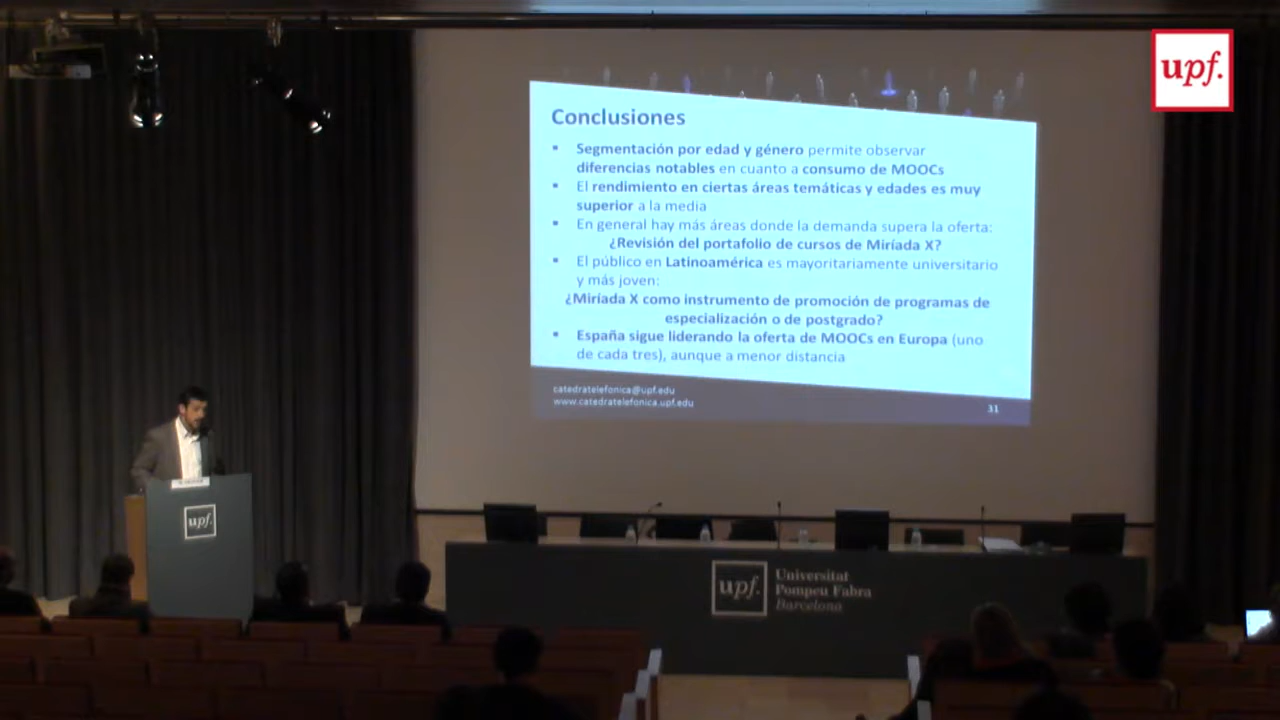 upf.
Conclusiones
▪ Segmentación por edad y género permite observar
diferencias notables en cuanto a consumo de MOOCs
▪ El rendimiento en ciertas áreas temáticas y edades es muy
superior a la media
▪ En general hay más áreas donde la demanda supera la oferta:
¿Revisión del portafolio de cursos de Miríada X?
▪ El público en Latinoamérica es mayoritariamente universitario
y más joven:
¿Miríada X como instrumento de promoción de programas de
especialización o de postgrado?
▪ España sigue liderando la oferta de MOOCs en Europa (uno
de cada tres), aunque a menor distancia
catedratelefonica@upf.edu
www.catedratelefonica.upf.edu
31
upf.
upf.
Universitat
Pompeu Fabra
Barcelona